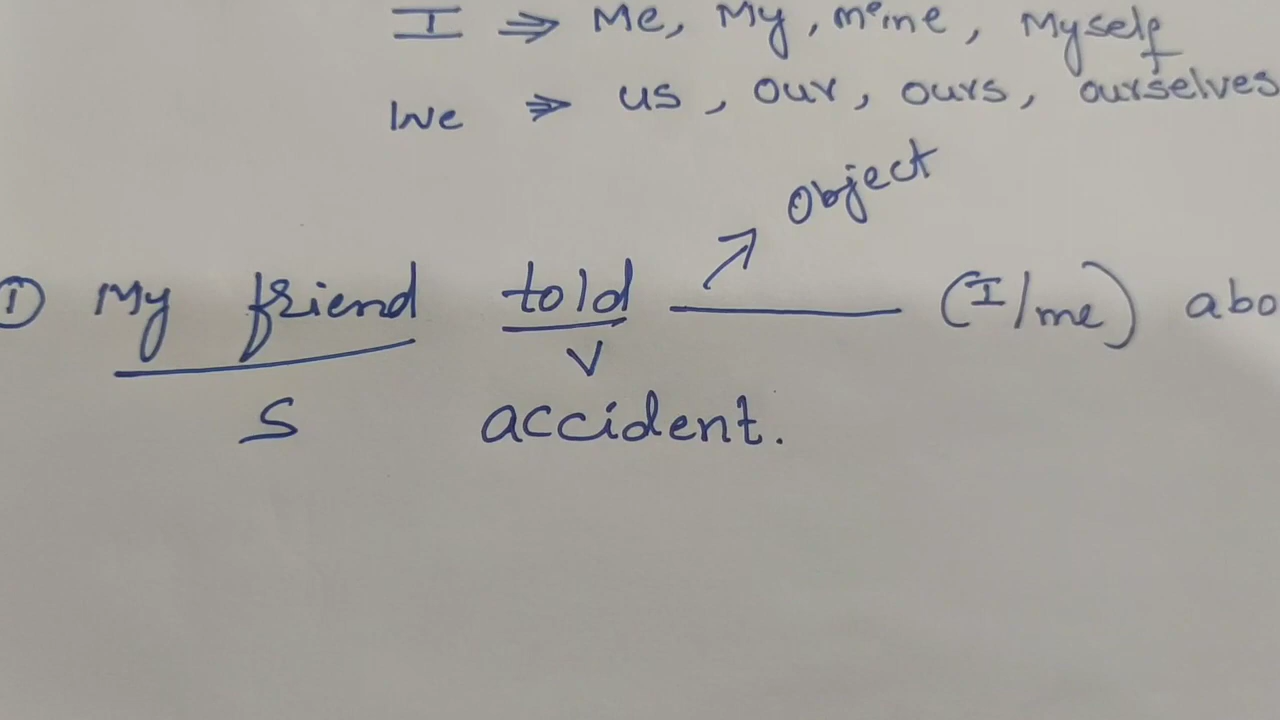 I ⇒ Me, My, mine, Myself
We ⇒ us, our, ours, ourselves
Object
① My friend told ______ (I/me) abo
S V
accident.